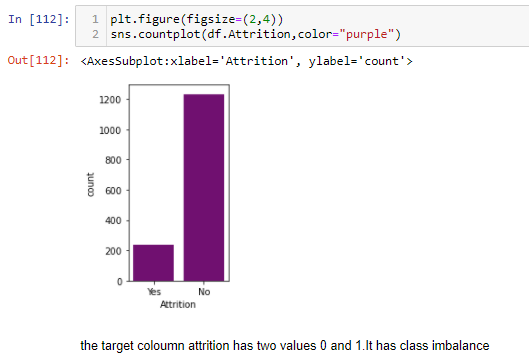 In [112]:
1 plt.figure(figsize=(2,4))
2 sns.countplot(df.Attrition,color="purple")
Out[112]: <AxesSubplot:xlabel='Attrition', ylabel='count'>
1200
1000
800
600
400
200
0
count
Yes No
Attrition
the target coloumn attrition has two values 0 and 1.It has class imbalance